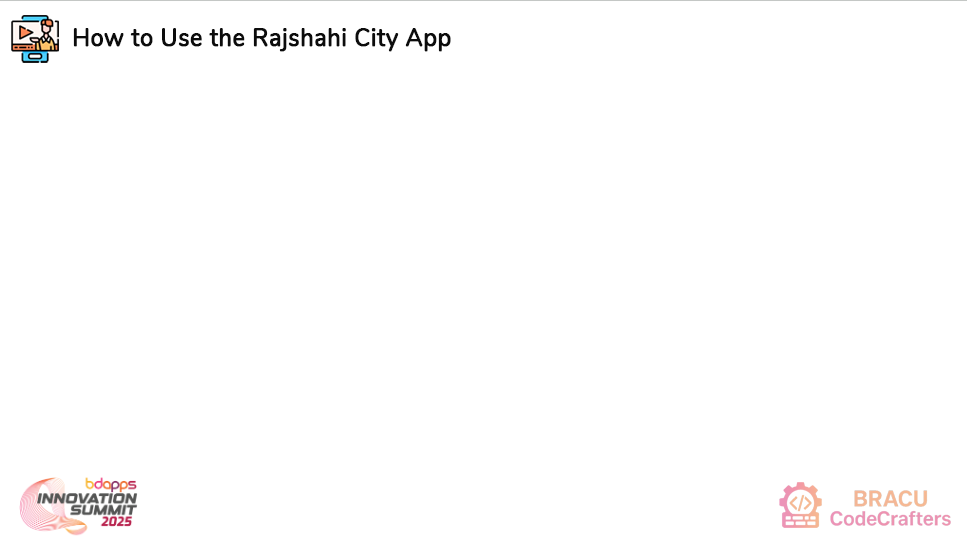 How to Use the Rajshahi City App
bdapps
INNOVATION
SUMMIT
2025
BRACU
CodeCrafters